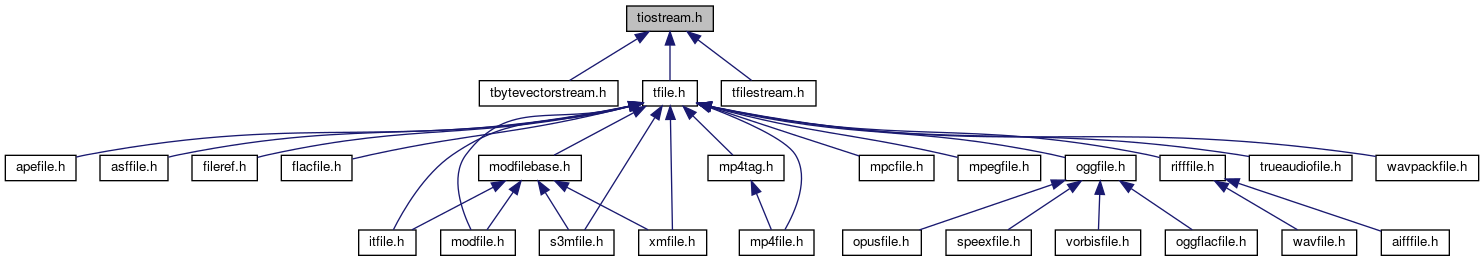 tiostream.h
tbytevectorstream.h
tfile.h
tfilestream.h
apefile.h
asffile.h
fileref.h
flacfile.h
modfilebase.h
mp4tag.h
mpcfile.h
mpegfile.h
oggfile.h
rifffile.h
trueaudiofile.h
wavpackfile.h
itfile.h
modfile.h
s3mfile.h
xmfile.h
mp4file.h
opusfile.h
speexfile.h
vorbisfile.h
oggflacfile.h
wavfile.h
aifffile.h